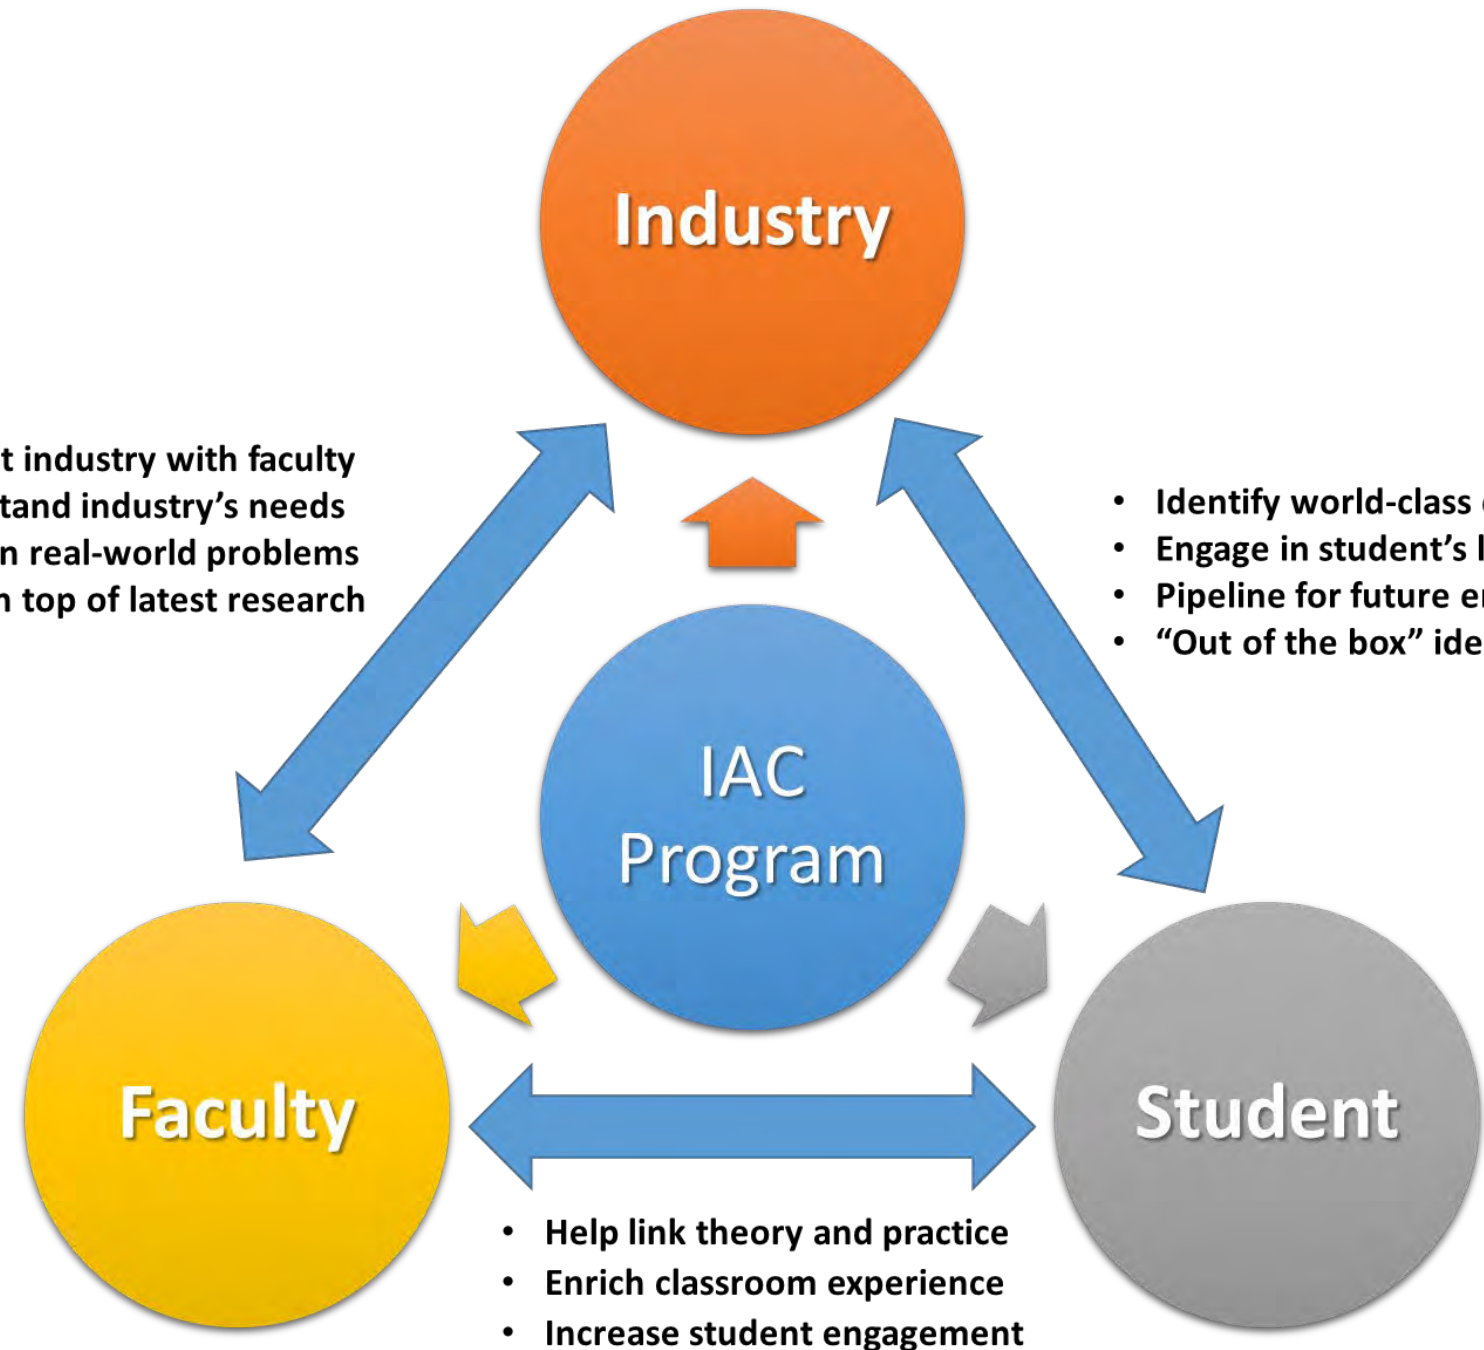 Industry
t industry with faculty
tand industry’s needs
n real-world problems
n top of latest research
• Identify world-class
• Engage in student’s
• Pipeline for future
• “Out of the box”
IAC
Program
Faculty
Student
• Help link theory and practice
• Enrich classroom experience
• Increase student engagement